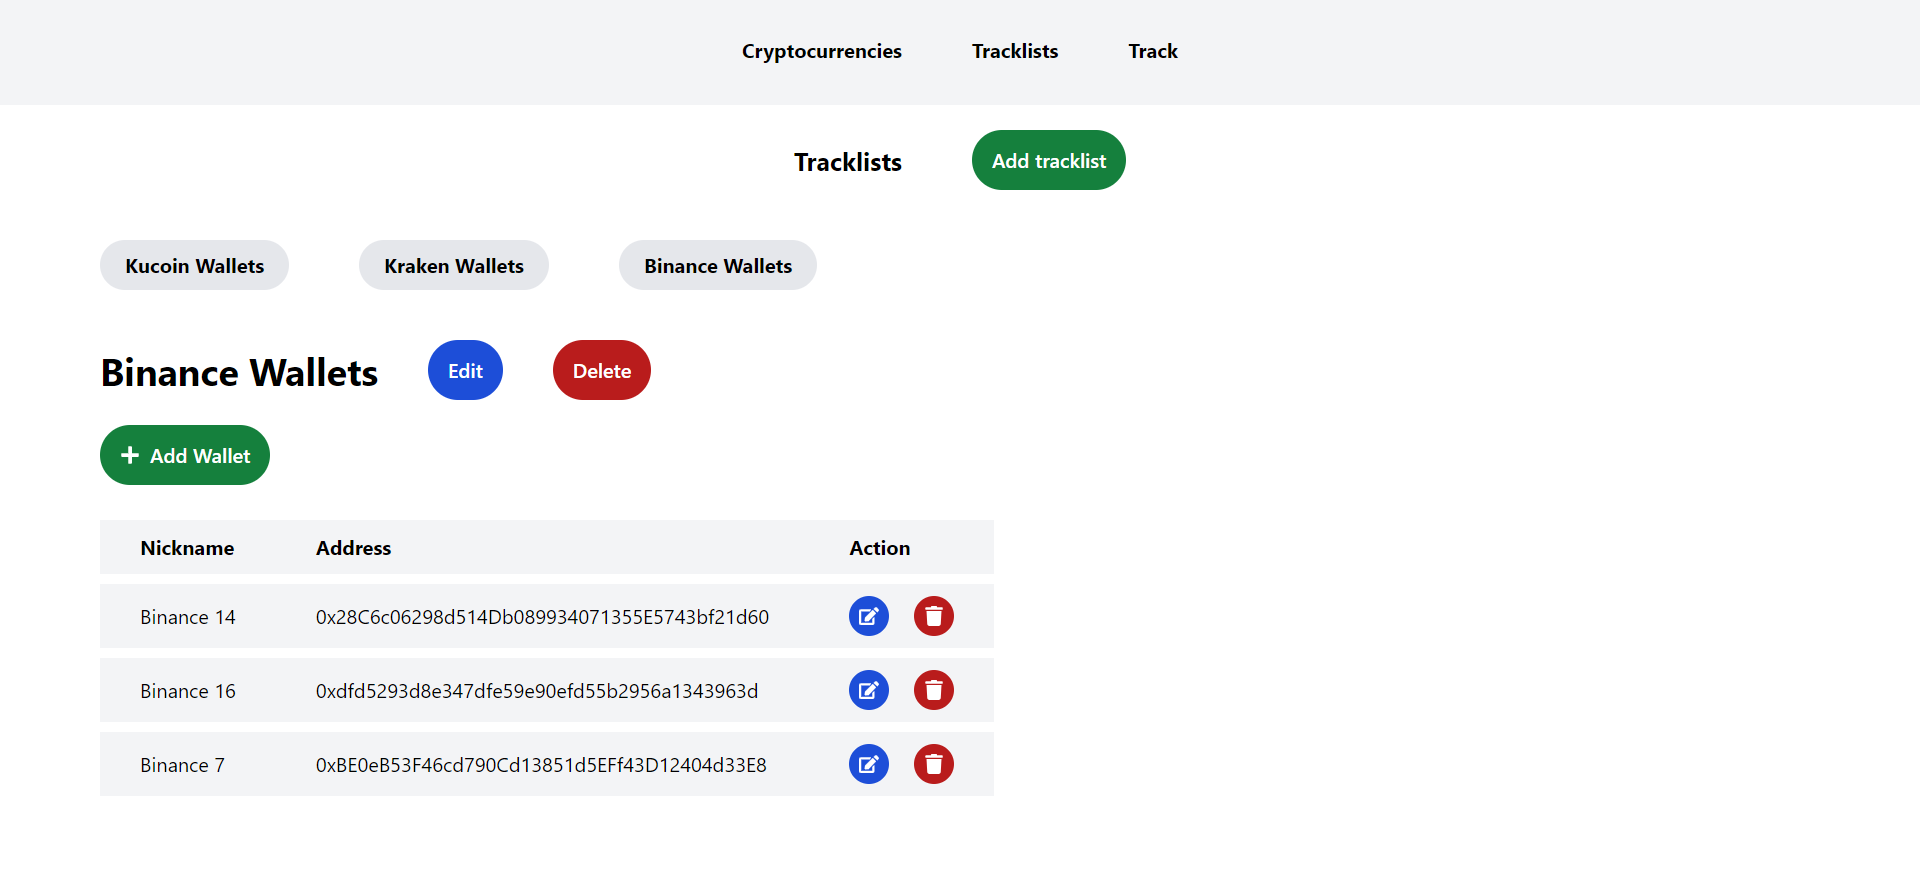 Cryptocurrencies Tracklists Track
Tracklists Add tracklist
Kucoin Wallets Kraken Wallets Binance Wallets
Binance Wallets Edit Delete
Add Wallet
Nickname Address Action
Binance 14 0x28C6c06298d514Db089934071355E5743bf21d60
Binance 16 0xdfd5293d8e347dfe59e90efd55b2956a1343963d
Binance 7 0xBE0eB53F46cd790Cd13851d5EFf43D12404d33E8